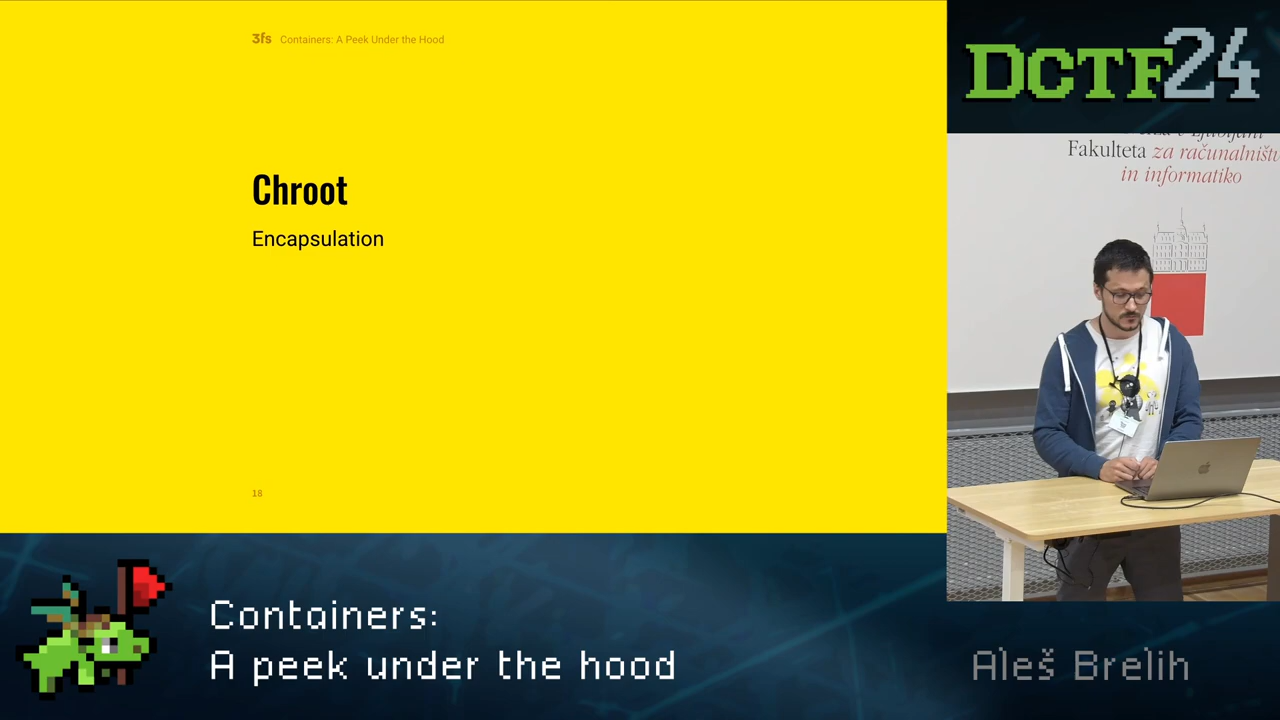 3fs Containers: A Peek Under the Hood
Chroot
Encapsulation
18
DCTF24
Fakulteta za računalništv
in informatiko
Containers:
A peek under the hood
Aleš Brelih